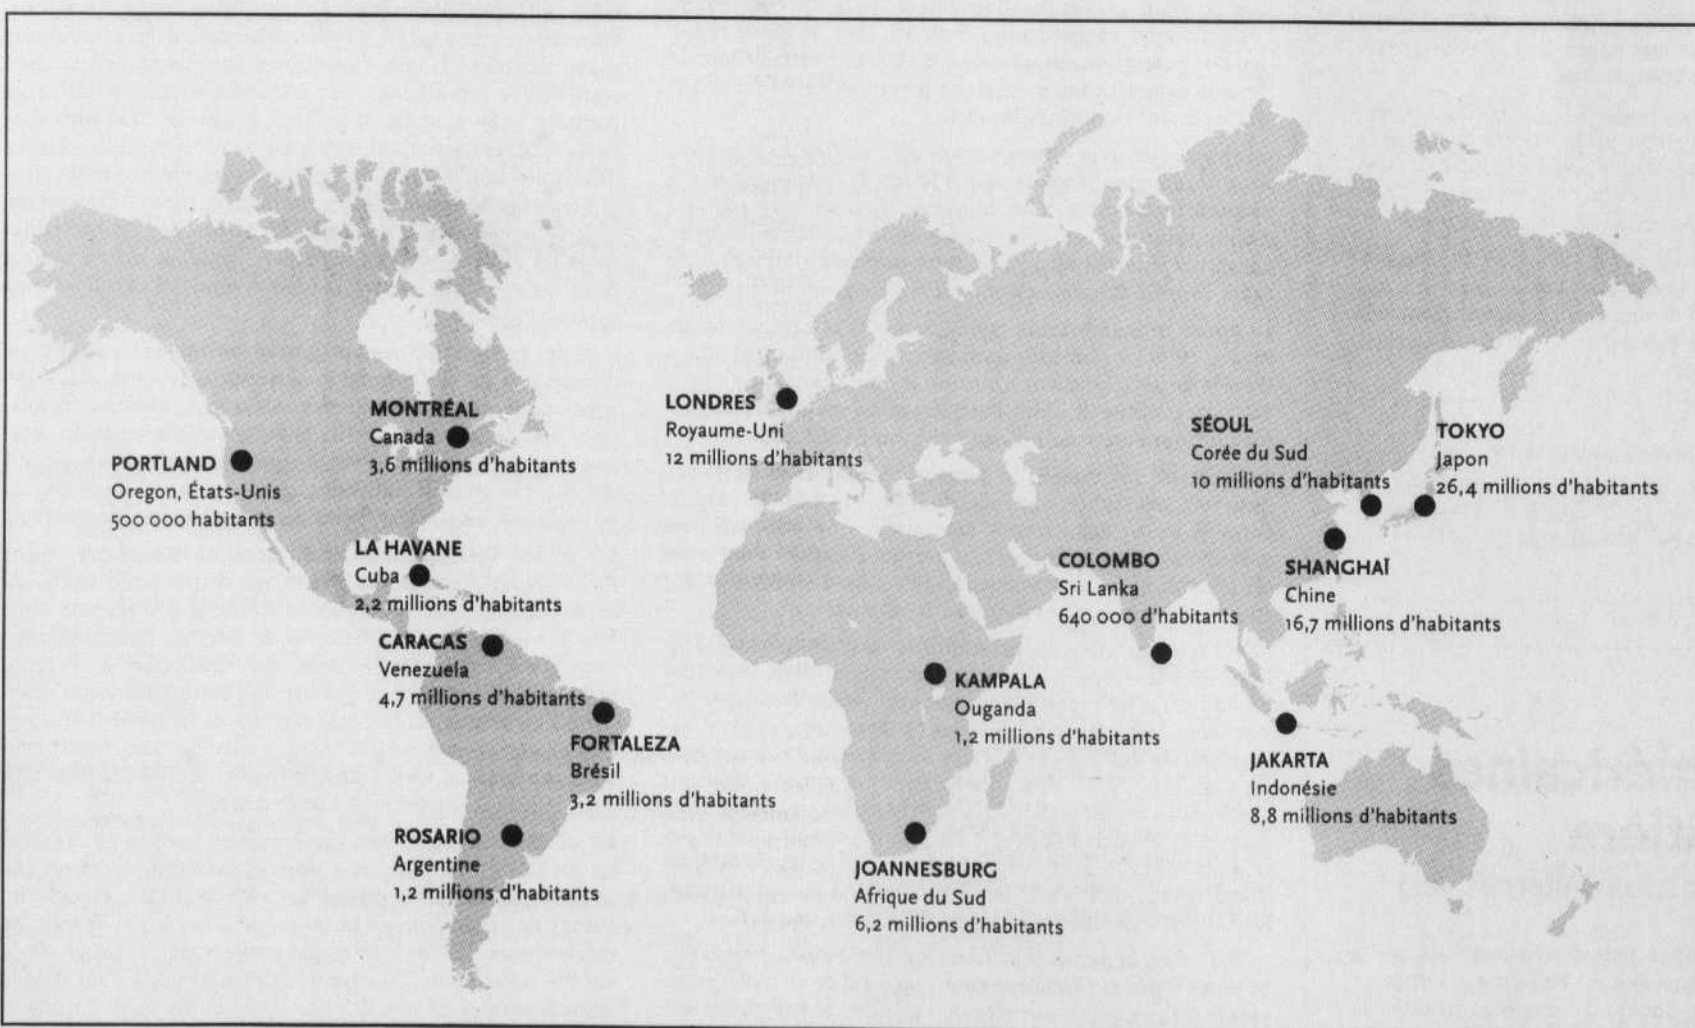 MONTRÉAL
Canada
3,6 millions d'habitants
PORTLAND
Oregon, États-Unis
500 000 habitants
LA HAVANE
Cuba
2,2 millions d'habitants
CARACAS
Venezuela
4,7 millions d'habitants
FORTALEZA
Brésil
3,2 millions d'habitants
ROSARIO
Argentine
1,2 millions d'habitants
LONDRES
Royaume-Uni
12 millions d'habitants
KAMPALA
Ouganda
1,2 millions d'habitants
JOANNESBURG
Afrique du Sud
6,2 millions d'habitants
SÉOUL
Corée du Sud
10 millions d'habitants
TOKYO
Japon
26,4 millions d'habitants
COLOMBO
Sri Lanka
640 000 d'habitants
SHANGHAÏ
Chine
16,7 millions d'habitants
JAKARTA
Indonésie
8,8 millions d'habitants